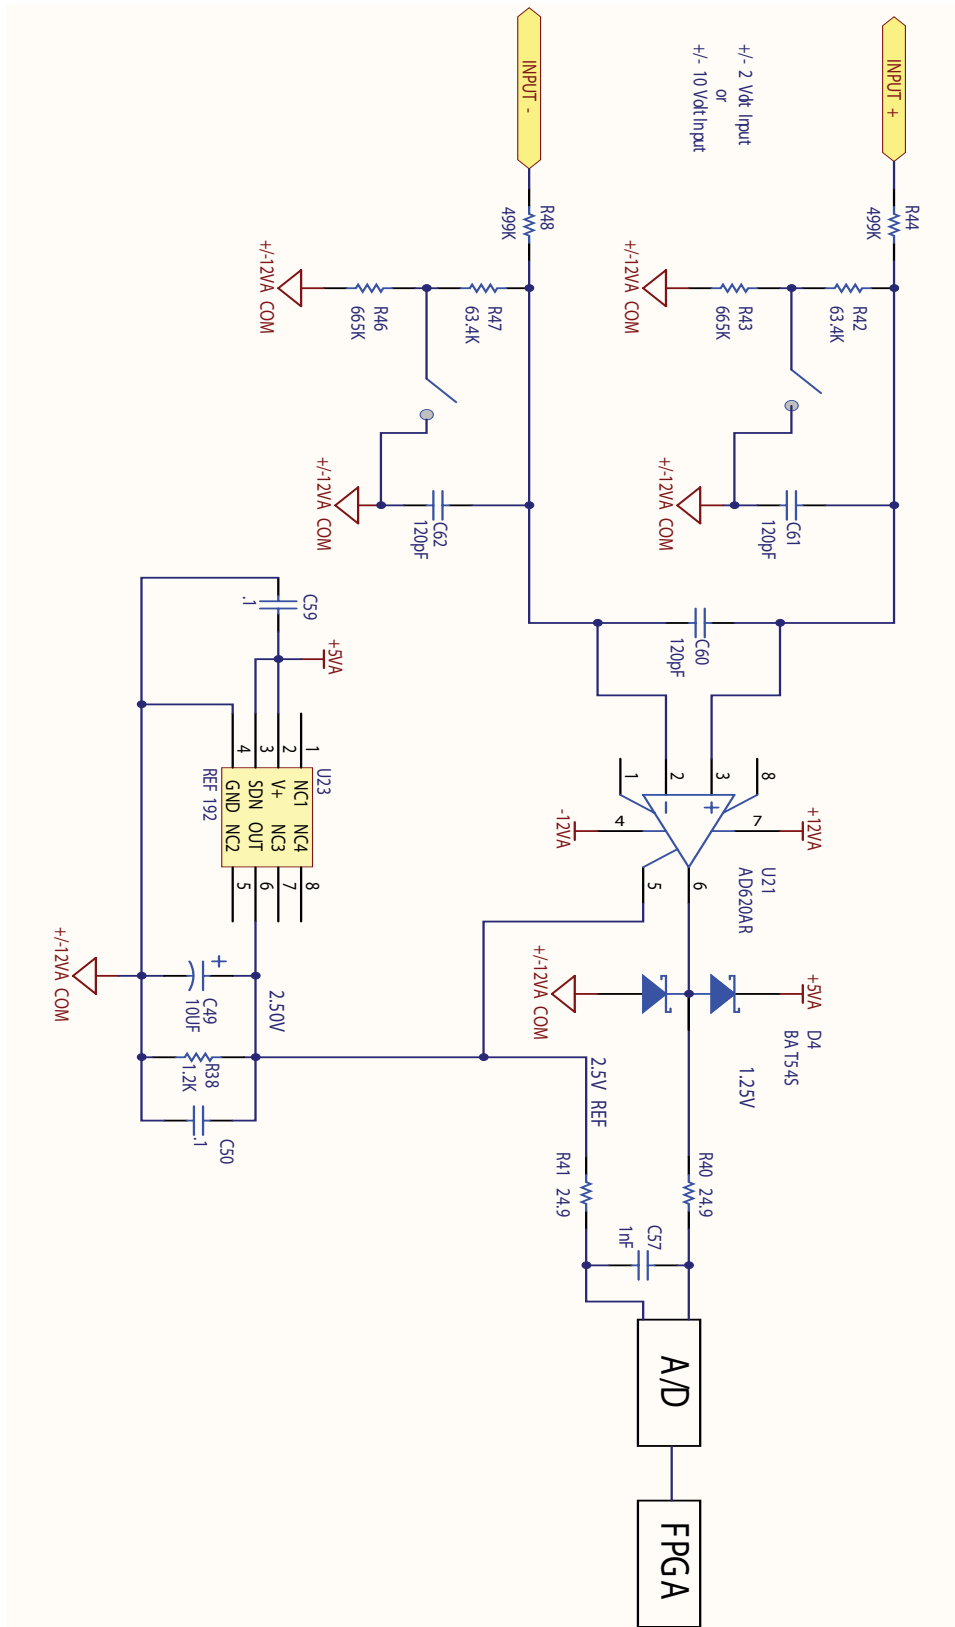 INPUT +
R44
499K
+/- 2 Volt Input
or
+/- 10 Volt Input
R42
63.4K
R43
665K
+/-12VA COM
C61
120pF
+/-12VA COM
INPUT -
R48
499K
R47
63.4K
R46
665K
+/-12VA COM
C62
120pF
+/-12VA COM
C60
120pF
8
3
2
1
+
-
7
+12VA
4
-12VA
6
5
U21
AD620AR
+5VA
D4
BAT54S
+/-12VA COM
1.25V
R40 24.9
2.5V REF
R41 24.9
C57
1nF
A/D
FPGA
C59
.1
+5VA
U23
1 NC1 NC4 8
2 V+ NC3 7
3 SDN OUT 6
4 GND NC2 5
REF 192
2.50V
+
C49
10UF
R38
1.2K
C50
.1
+/-12VA COM